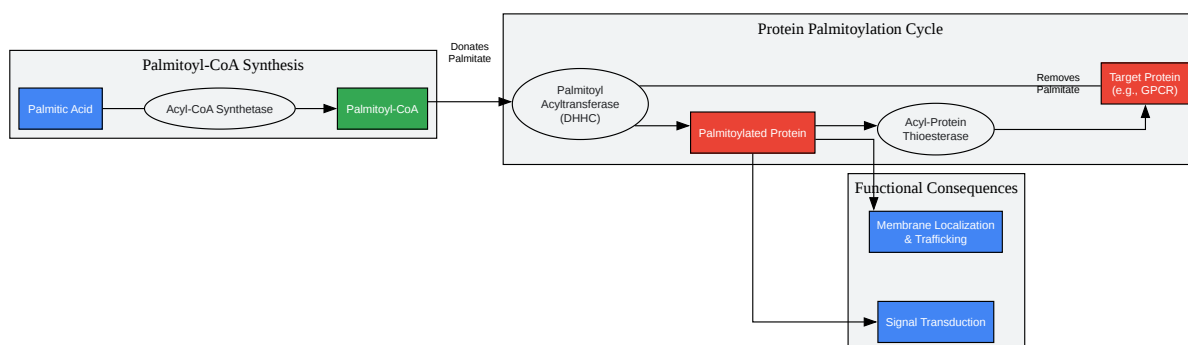 Palmitoyl-CoA Synthesis
Palmitic Acid
Acyl-CoA Synthetase
Palmitoyl-CoA
Donates
Palmitate
Protein Palmitoylation Cycle
Palmitoyl
Acyltransferase
(DHHC)
Palmitoylated Protein
Acyl-Protein
Thioesterase
Removes
Palmitate
Target Protein
(e.g., GPCR)
Functional Consequences
Membrane Localization
& Trafficking
Signal Transduction